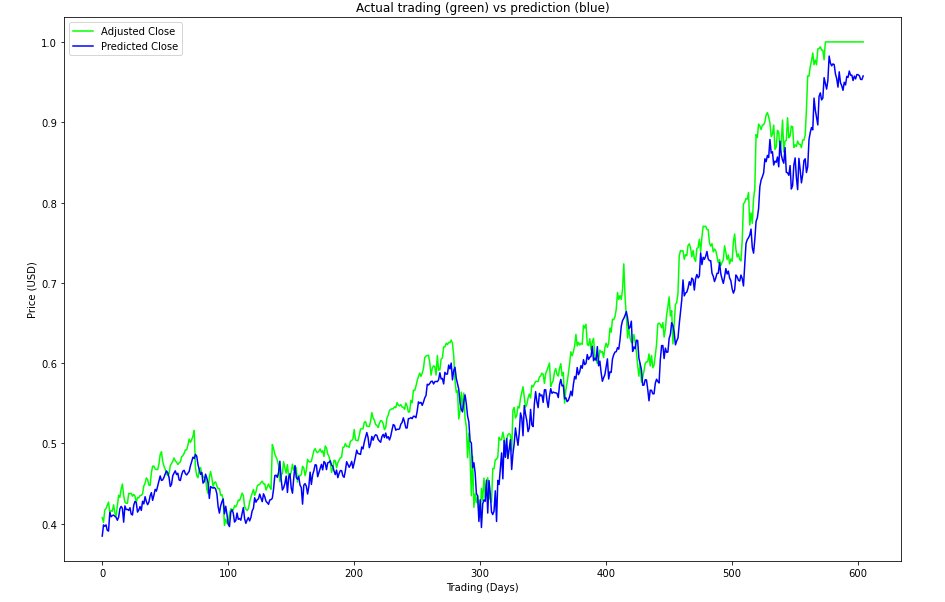 Actual trading (green) vs prediction (blue)
Adjusted Close
Predicted Close
1.0
0.9
0.8
0.7
0.6
0.5
0.4
Price (USD)
0 100 200 300 400 500 600
Trading (Days)